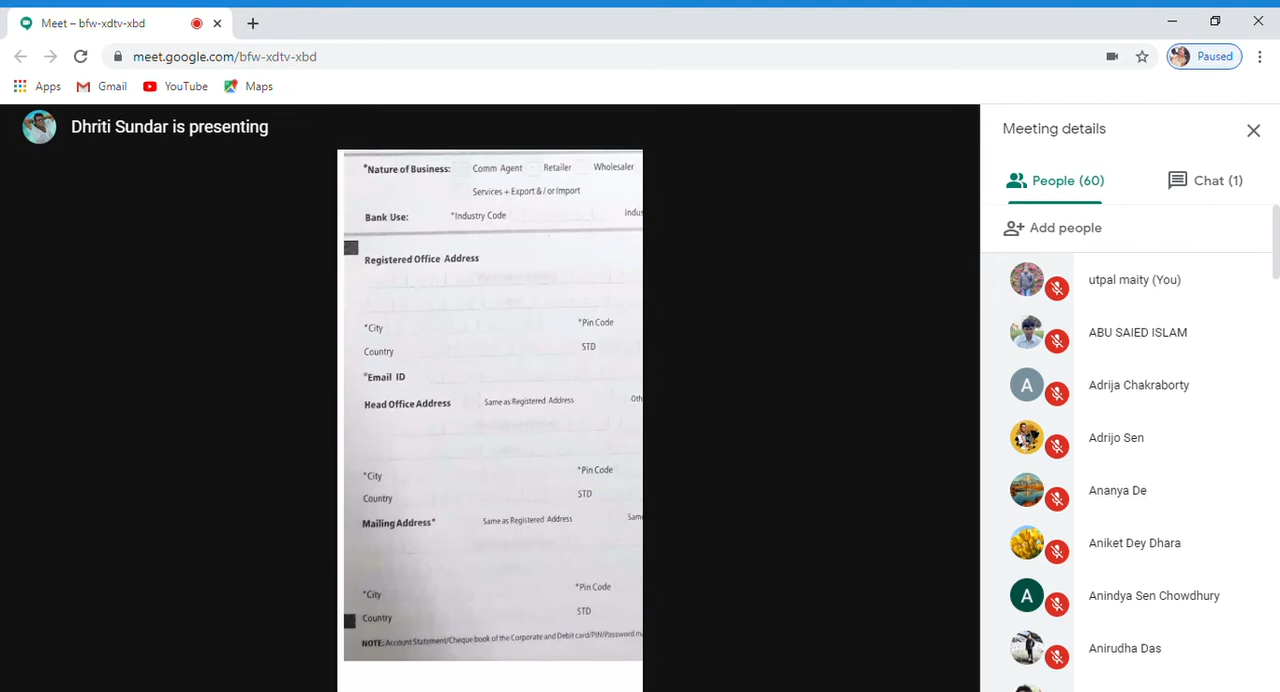 Meet – bfw-xdtv-xbd
meet.google.com/bfw-xdtv-xbd
Paused
Apps Gmail YouTube Maps
Dhriti Sundar is presenting
*Nature of Business: Comm Agent Retailer Wholesaler
Services + Export & / or Import
Bank Use: *Industry Code Indus
Registered Office Address
*City *Pin Code
Country STD
*Email ID
Head Office Address Same as Registered Address Oth
*City *Pin Code
Country STD
Mailing Address* Same as Registered Address Same
*City *Pin Code
Country STD
NOTE: Account Statement/Cheque book of the Corporate and Debit card/PIN/Password m
Meeting details
People (60) Chat (1)
Add people
utpal maity (You)
ABU SAIED ISLAM
A Adrija Chakraborty
Adrijo Sen
Ananya De
Aniket Dey Dhara
A Anindya Sen Chowdhury
Anirudha Das